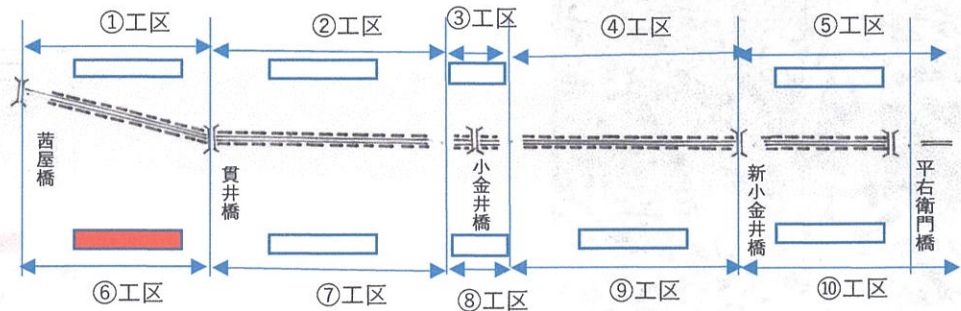 ①工区
②工区
③工区
④工区
⑤工区
茜屋橋
貫井橋
小金井橋
新小金井橋
平右衛門橋
⑥工区
⑦工区
⑧工区
⑨工区
⑩工区